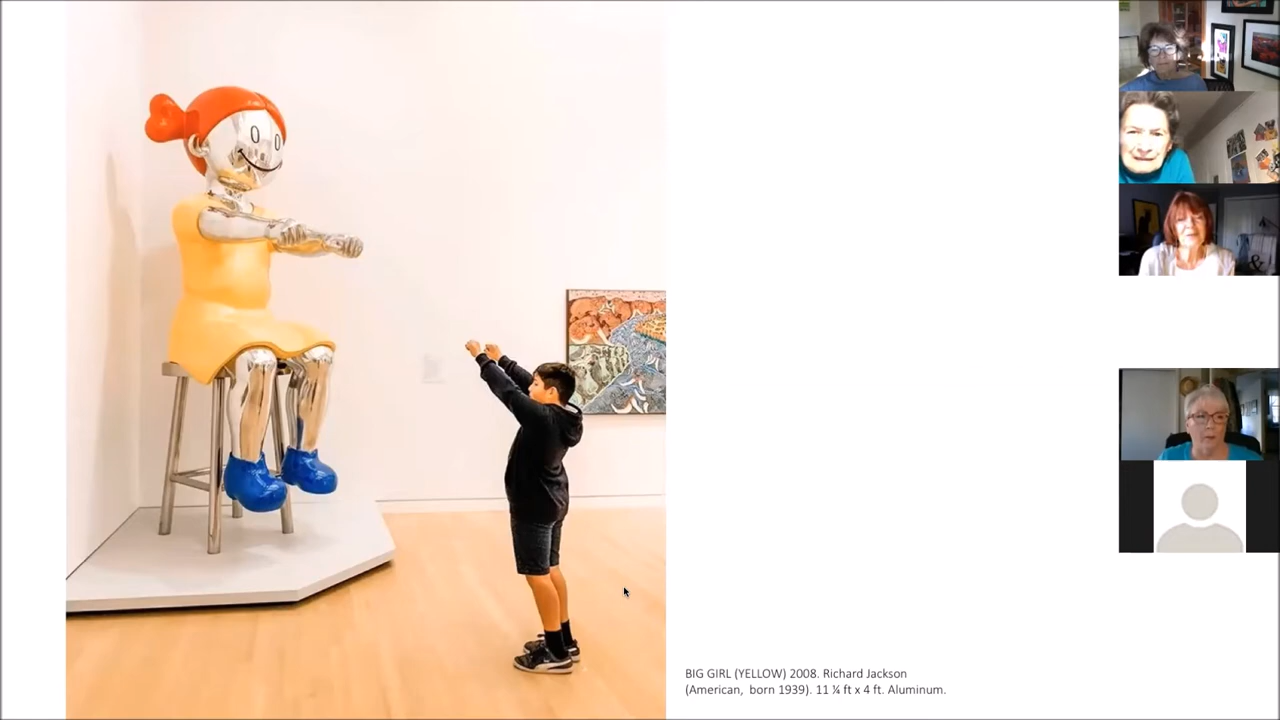 BIG GIRL (YELLOW) 2008. Richard Jackson
(American, born 1939). 11 ¼ ft x 4 ft. Aluminum.